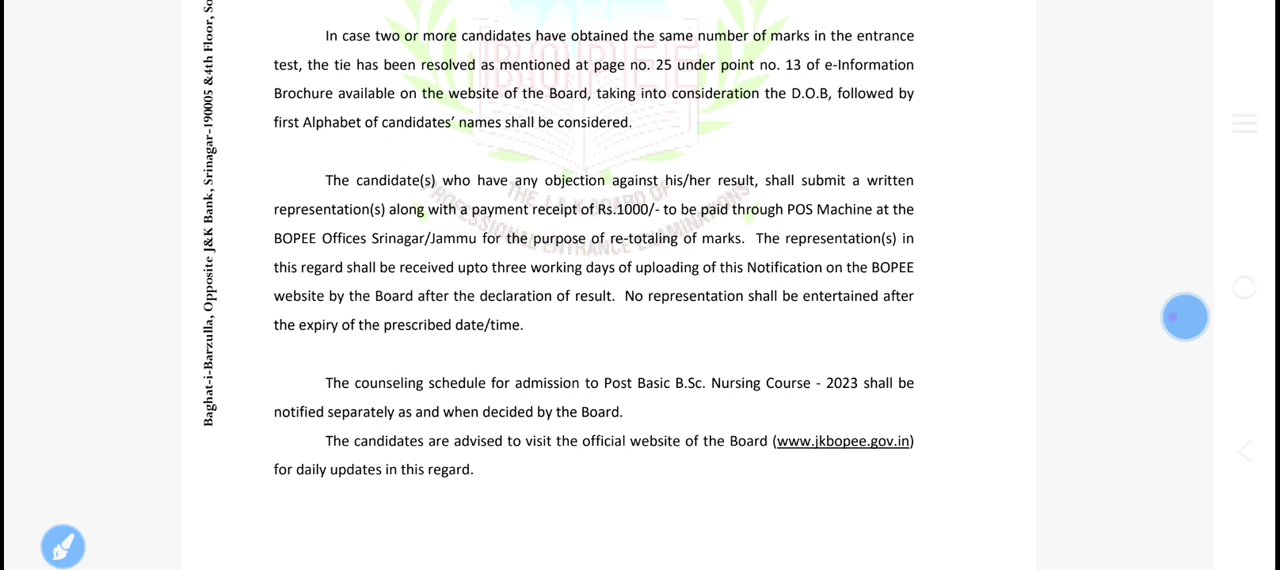 Baghat-i-Barzulla, Opposite J&K Bank, Srinagar-190005 &4th Floor,
In case two or more candidates have obtained the same number of marks in the entrance
test, the tie has been resolved as mentioned at page no. 25 under point no. 13 of e-Information
Brochure available on the website of the Board, taking into consideration the D.O.B, followed by
first Alphabet of candidates’ names shall be considered.
The candidate(s) who have any objection against his/her result, shall submit a written
representation(s) along with a payment receipt of Rs.1000/- to be paid through POS Machine at the
BOPEE Offices Srinagar/Jammu for the purpose of re-totaling of marks. The representation(s) in
this regard shall be received upto three working days of uploading of this Notification on the BOPEE
website by the Board after the declaration of result. No representation shall be entertained after
the expiry of the prescribed date/time.
The counseling schedule for admission to Post Basic B.Sc. Nursing Course - 2023 shall be
notified separately as and when decided by the Board.
The candidates are advised to visit the official website of the Board (www.jkbopee.gov.in)
for daily updates in this regard.
BOPEE
THE J&K BOARD OF
PROFESSIONAL ENTRANCE EXAMINATIONS